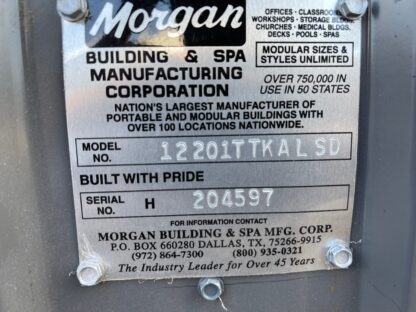 Morgan
OFFICES · CLASSROOMS
WORKSHOPS · STORAGE BLDGS.
CHURCHES · MEDICAL BLDGS.
DECKS · POOLS · SPAS
BUILDING & SPA
MANUFACTURING
CORPORATION
MODULAR SIZES &
STYLES UNLIMITED
OVER 750,000 IN
USE IN 50 STATES
NATION'S LARGEST MANUFACTURER OF
PORTABLE AND MODULAR BUILDINGS WITH
OVER 100 LOCATIONS NATIONWIDE.
MODEL NO. 12201TTKALSD
BUILT WITH PRIDE
SERIAL NO. H 204597
FOR INFORMATION CONTACT
MORGAN BUILDING & SPA MFG. CORP.
P.O. BOX 660280 DALLAS, TX, 75266-9915
(972) 864-7300 (800) 935-0321
The Industry Leader for Over 45 Years